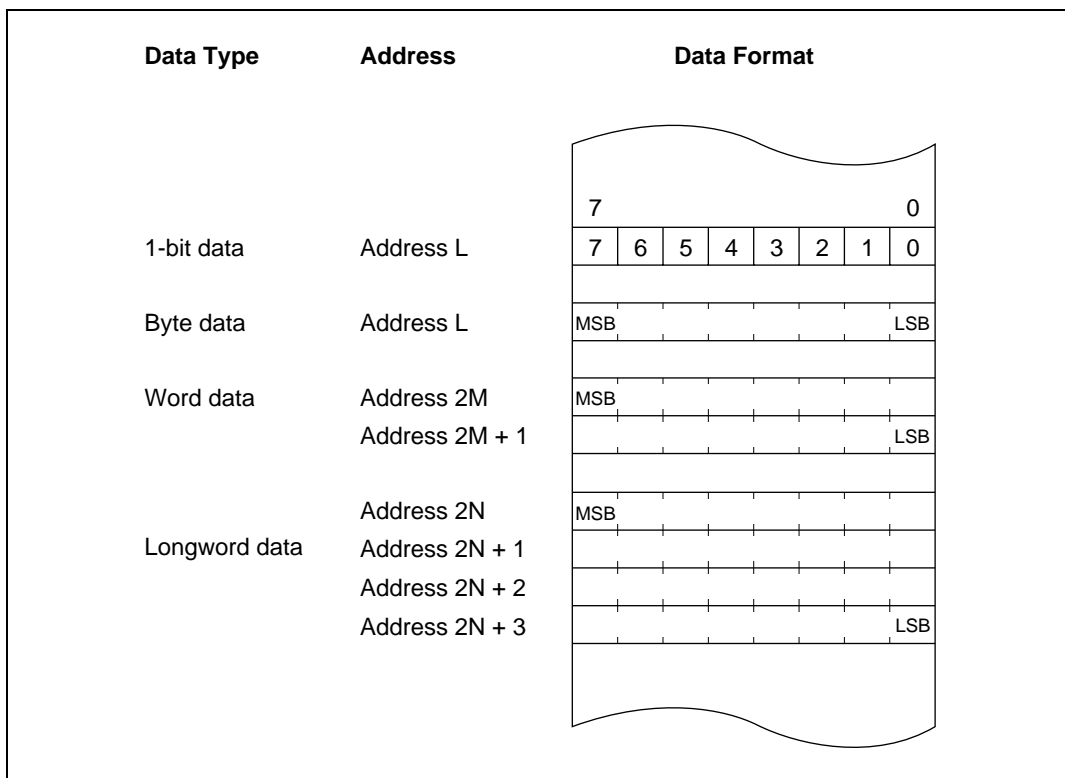 Data Type Address Data Format
7 0
1-bit data Address L 7 6 5 4 3 2 1 0
Byte data Address L MSB LSB
Word data Address 2M MSB
Address 2M + 1 LSB
Address 2N MSB
Longword data Address 2N + 1
Address 2N + 2
Address 2N + 3 LSB